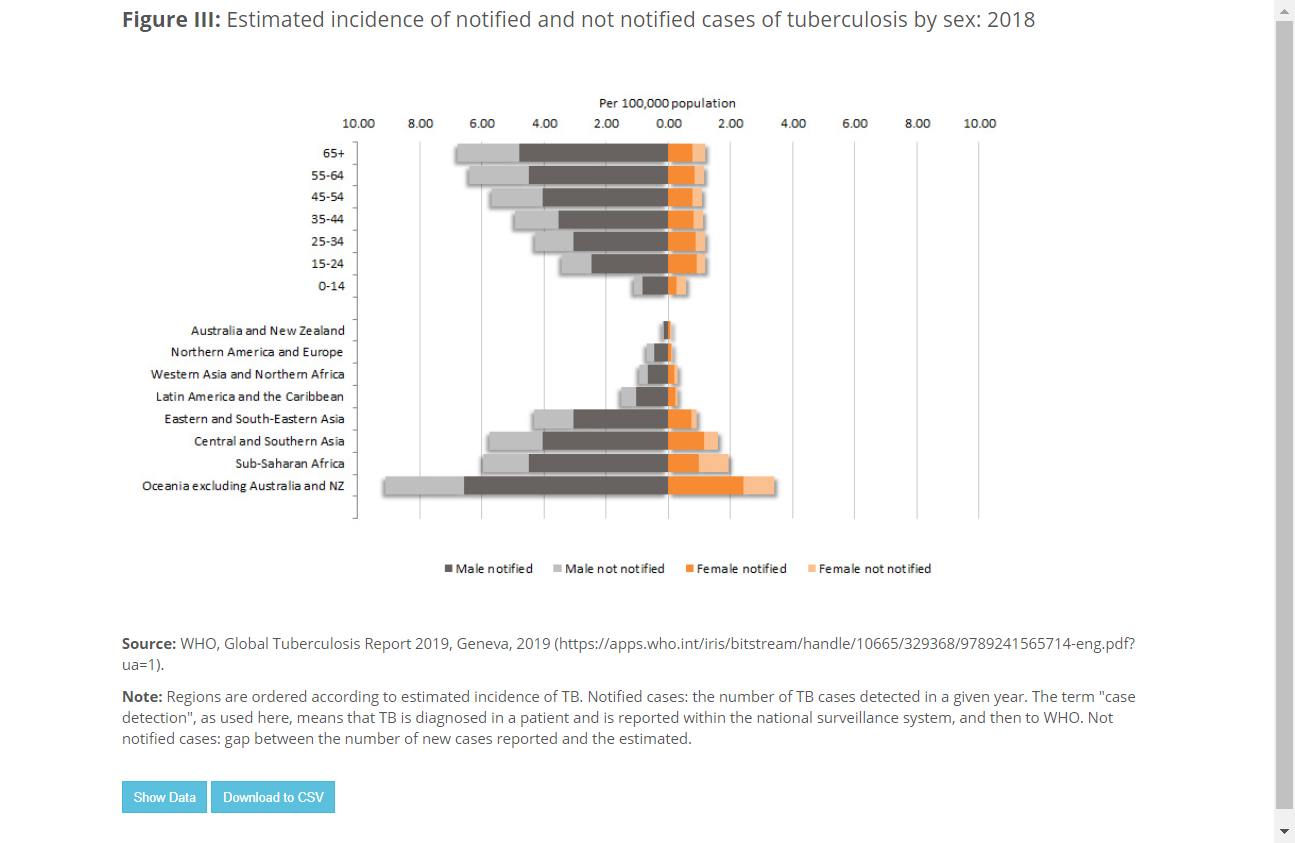 Figure III: Estimated incidence of notified and not notified cases of tuberculosis by sex: 2018
Per 100,000 population
10.00 8.00 6.00 4.00 2.00 0.00 2.00 4.00 6.00 8.00 10.00
65+
55-64
45-54
35-44
25-34
15-24
0-14
Australia and New Zealand
Northern America and Europe
Western Asia and Northern Africa
Latin America and the Caribbean
Eastern and South-Eastern Asia
Central and Southern Asia
Sub-Saharan Africa
Oceania excluding Australia and NZ
Male notified Male not notified Female notified Female not notified
Source: WHO, Global Tuberculosis Report 2019, Geneva, 2019 (https://apps.who.int/iris/bitstream/handle/10665/329368/9789241565714-eng.pdf?
ua=1).
Note: Regions are ordered according to estimated incidence of TB. Notified cases: the number of TB cases detected in a given year. The term "case
detection", as used here, means that TB is diagnosed in a patient and is reported within the national surveillance system, and then to WHO. Not
notified cases: gap between the number of new cases reported and the estimated.
Show Data Download to CSV